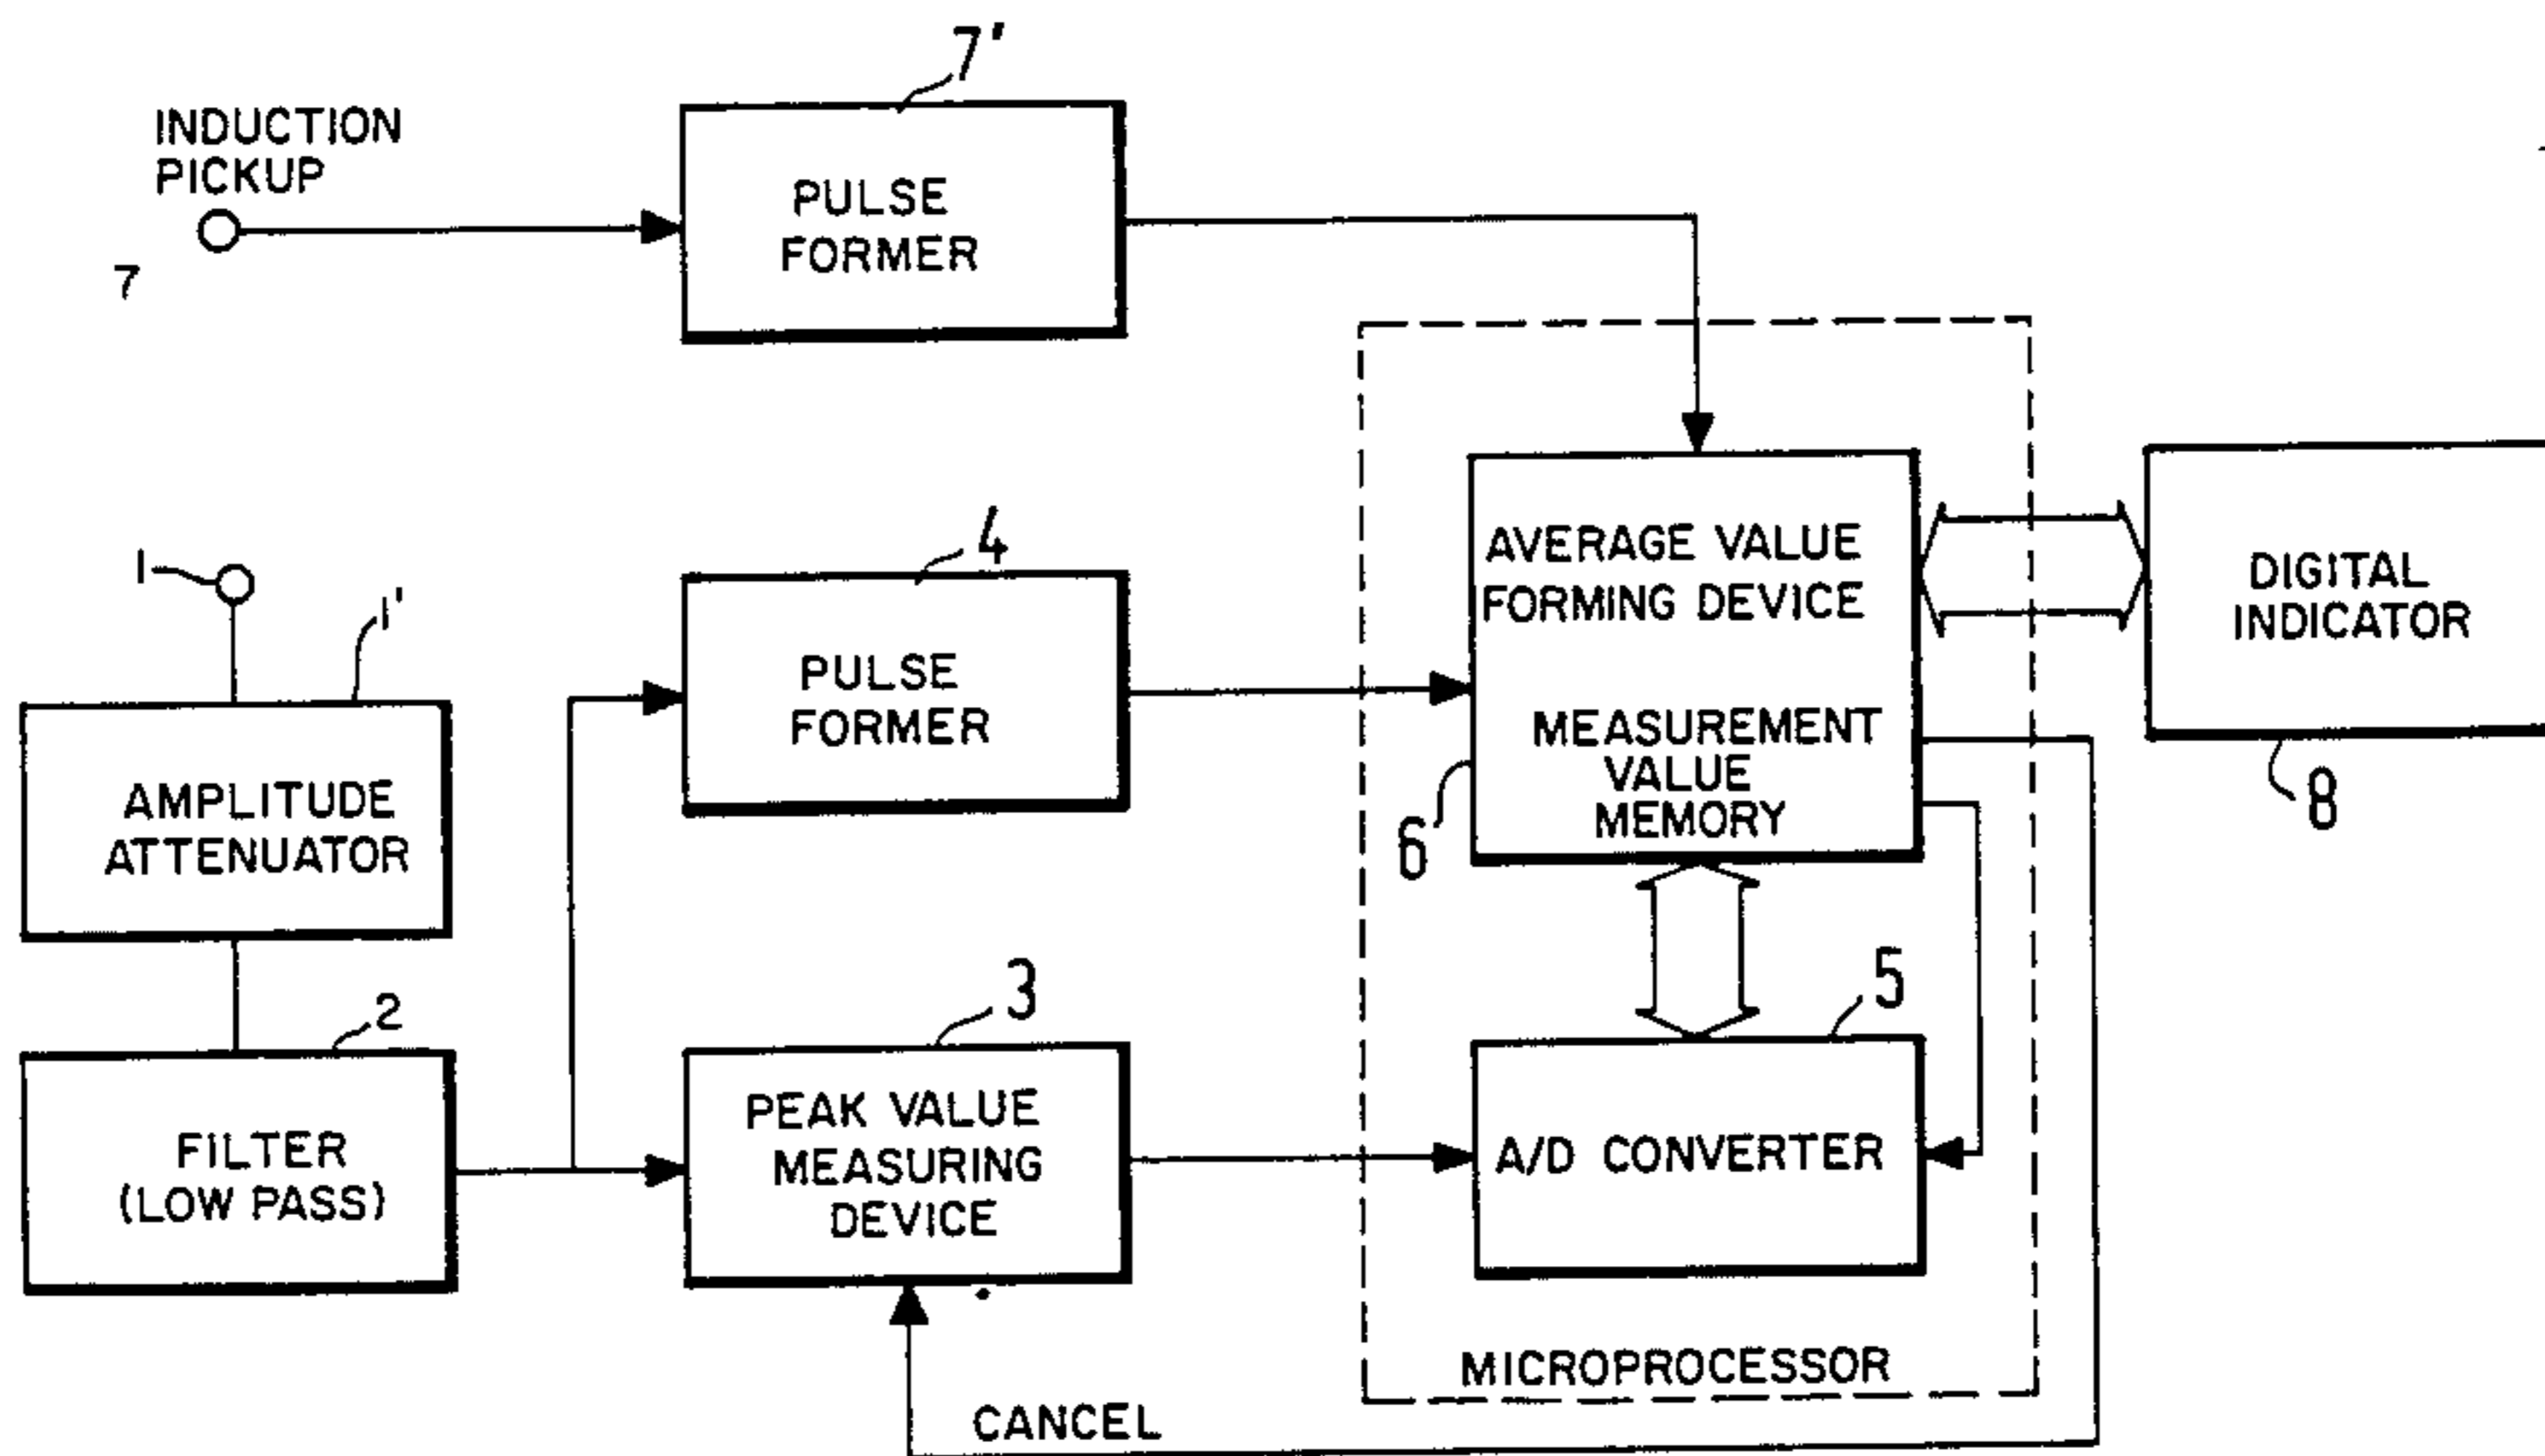 7'
INDUCTION
PICKUP
7
PULSE
FORMER
1
1'
4
AMPLITUDE
ATTENUATOR
PULSE
FORMER
AVERAGE VALUE
FORMING DEVICE
MEASUREMENT
VALUE
MEMORY
6
DIGITAL
INDICATOR
8
2
FILTER
(LOW PASS)
3
PEAK VALUE
MEASURING
DEVICE
5
A/D CONVERTER
MICROPROCESSOR
CANCEL